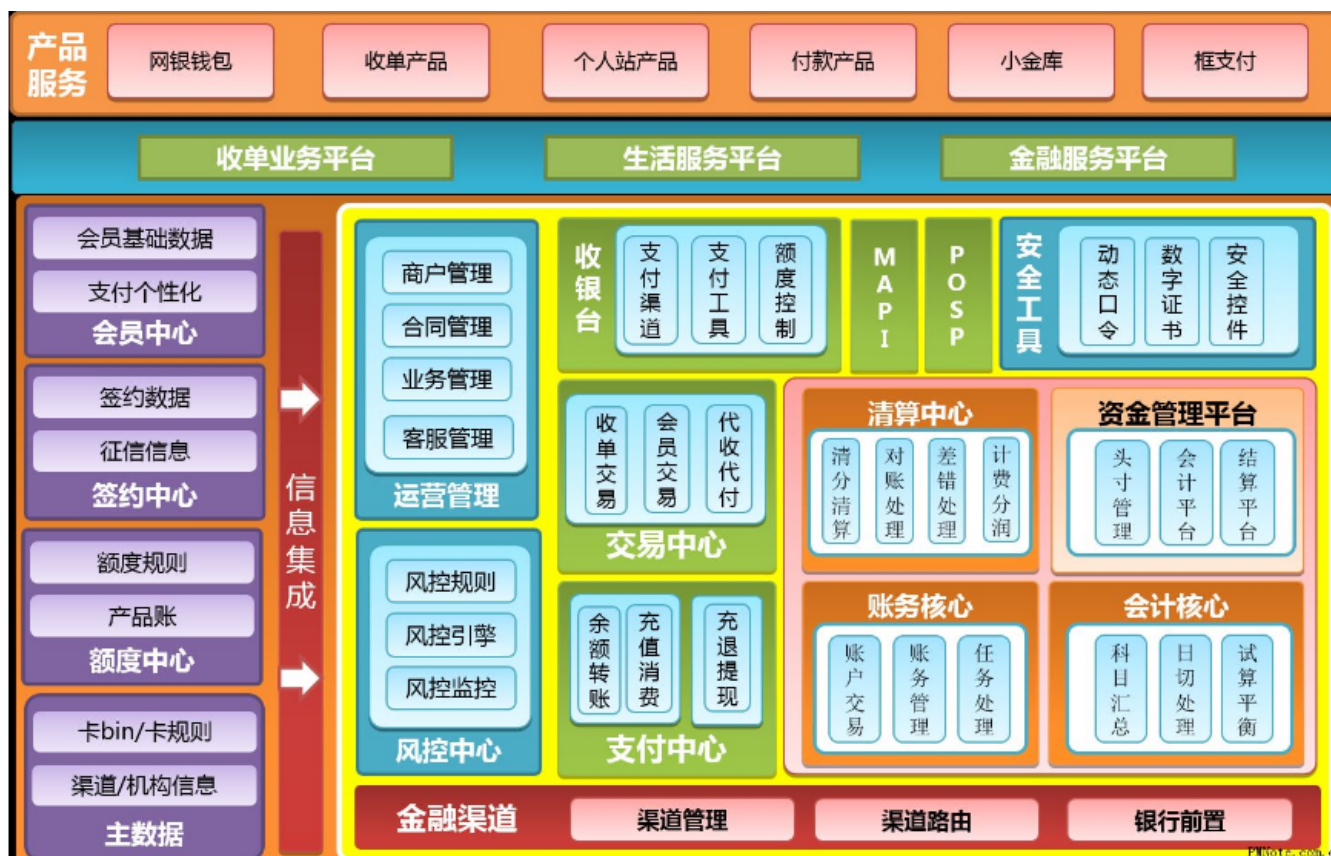 产品
服务
网银钱包
收单产品
个人站产品
付款产品
小金库
框支付
收单业务平台
生活服务平台
金融服务平台
会员基础数据
支付个性化
会员中心
签约数据
征信信息
签约中心
额度规则
产品账
额度中心
卡bin/卡规则
渠道/机构信息
主数据
信息集成
商户管理
合同管理
业务管理
客服管理
运营管理
风控规则
风控引擎
风控监控
风控中心
收银台
支付渠道
支付工具
额度控制
MAPI
POSP
安全工具
动态口令
数字证书
安全控件
收单交易
会员交易
代收代付
交易中心
余额转账
充值消费
充退提现
支付中心
清算中心
清分清算
对账处理
差错处理
计费分润
资金管理平台
头寸管理
会计平台
结算平台
账务核心
账户交易
账务管理
任务处理
会计核心
科目汇总
日切处理
试算平衡
金融渠道
渠道管理
渠道路由
银行前置